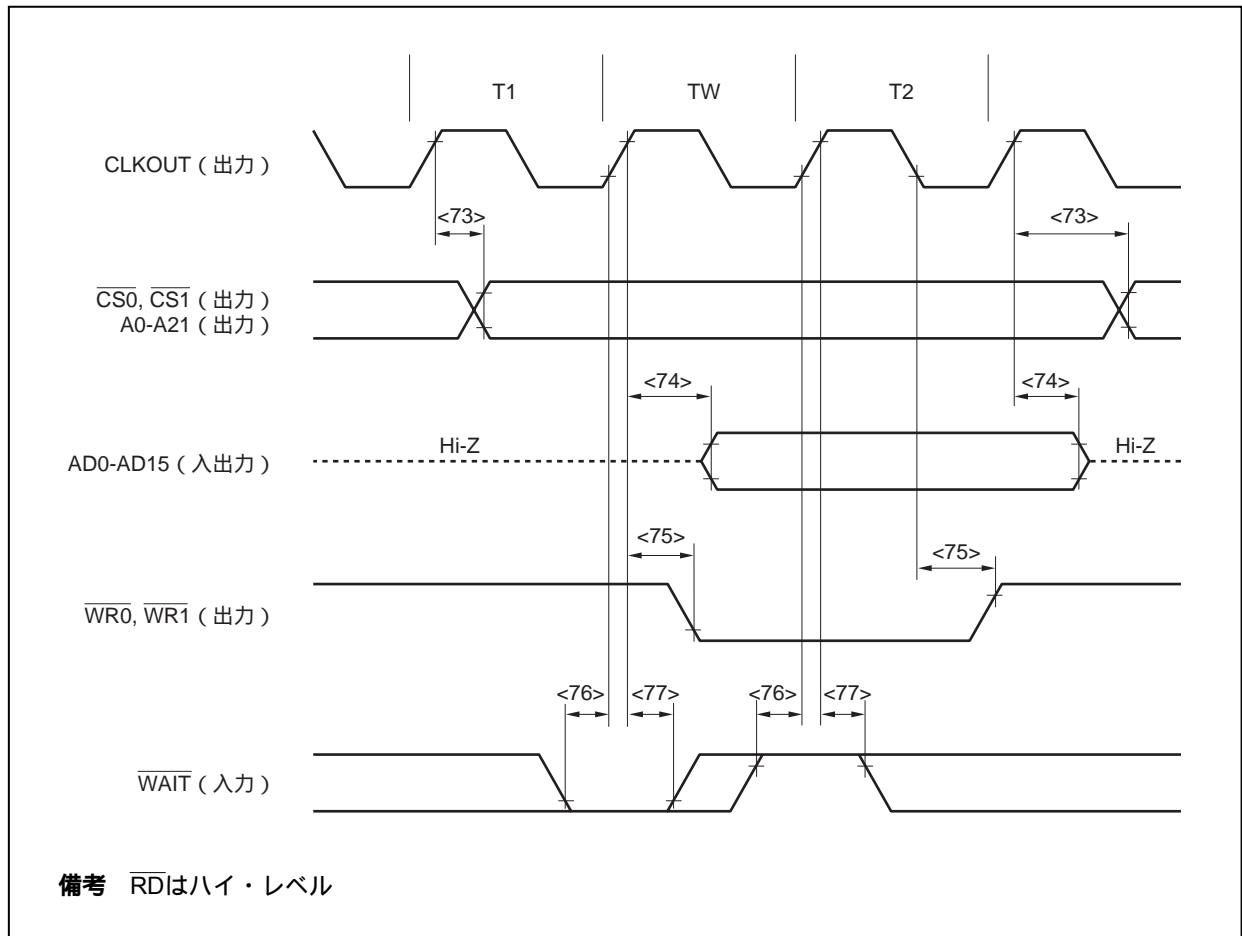 T1 TW T2
CLKOUT（出力）
<73> <73>
CS0, CS1（出力）
A0-A21（出力）
<74> <74>
AD0-AD15（入出力） Hi-Z Hi-Z
<75> <75>
WR0, WR1（出力）
<76> <77> <76> <77>
WAIT（入力）
備考 RDはハイ・レベル